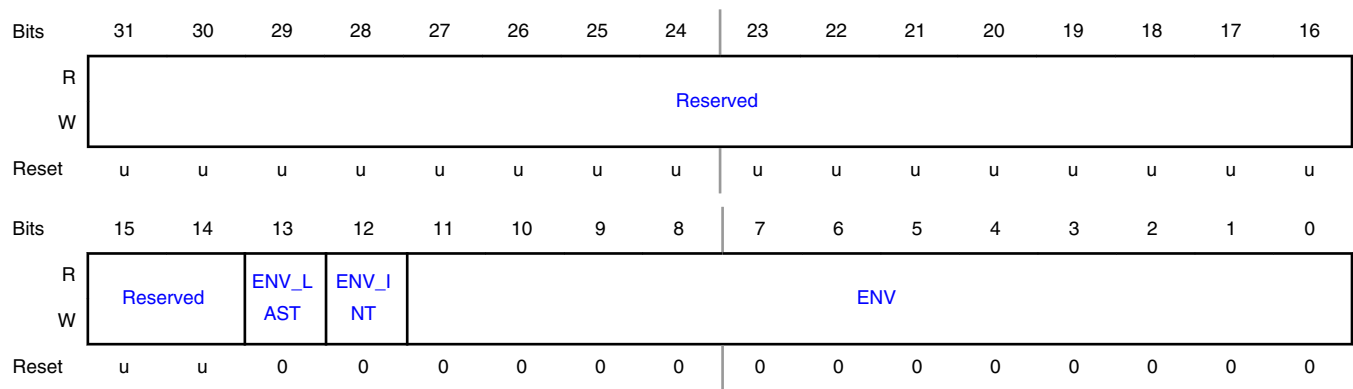 Bits 31 30 29 28 27 26 25 24 23 22 21 20 19 18 17 16
R
Reserved
W
Reset u u u u u u u u u u u u u u u u
Bits 15 14 13 12 11 10 9 8 7 6 5 4 3 2 1 0
R Reserved ENV_L ENV_I ENV
W AST NT
Reset u u 0 0 0 0 0 0 0 0 0 0 0 0 0 0